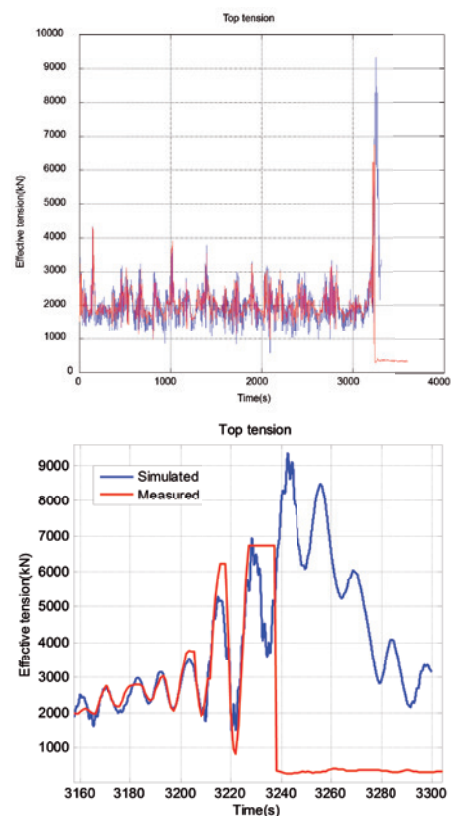 Top tension
10000
9000
8000
7000
6000
5000
4000
3000
2000
1000
0
Effective tension(kN)
0 1000 2000 3000 4000
Time(s)
Top tension
Simulated
Measured
9000
8000
7000
6000
5000
4000
3000
2000
1000
Effective tension(kN)
3160 3180 3200 3220 3240 3260 3280 3300
Time(s)